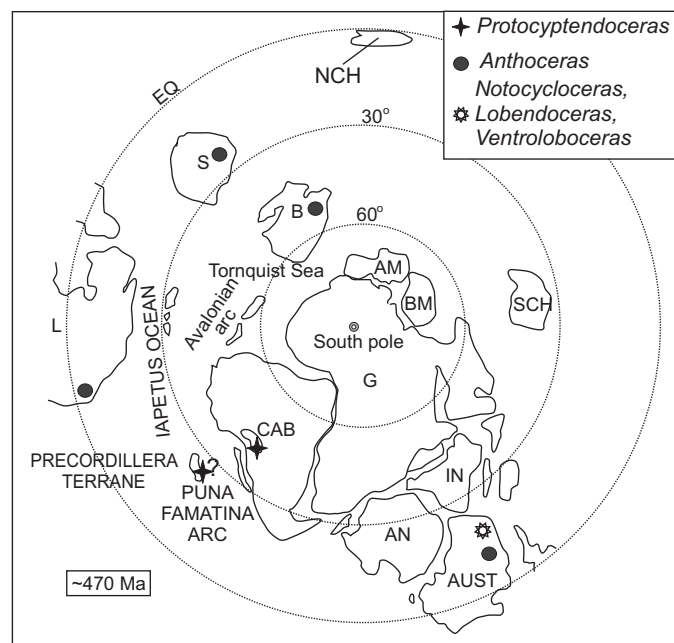 Protocyptendoceras
Anthoceras
Notocycloceras,
Lobendoceras,
Ventroloboceras
NCH
EQ
30°
S
B
60°
Tornquist Sea
AM
BM
SCH
Avalonian
arc
L
IAPETUS OCEAN
South pole
G
CAB
PRECORDILLERA
TERRANE
?
PUNA
FAMATINA
ARC
IN
AN
AUST
~470 Ma